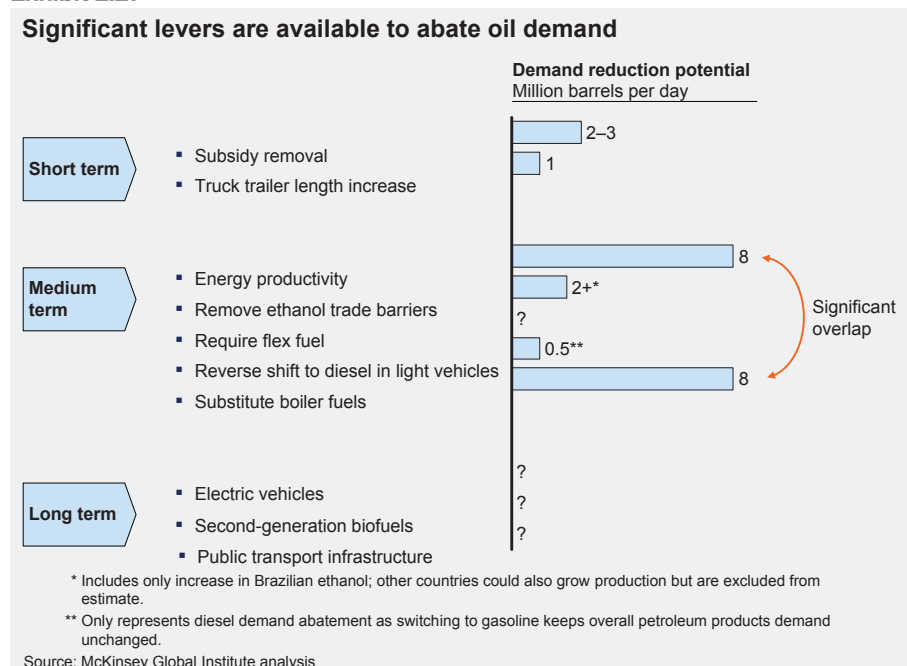 Significant levers are available to abate oil demand
Demand reduction potential
Million barrels per day
Short term
▪ Subsidy removal
▪ Truck trailer length increase
2–3
1
Medium
term
▪ Energy productivity
▪ Remove ethanol trade barriers
▪ Require flex fuel
▪ Reverse shift to diesel in light vehicles
▪ Substitute boiler fuels
8
2+*
?
0.5**
8
Significant
overlap
Long term
▪ Electric vehicles
▪ Second-generation biofuels
▪ Public transport infrastructure
?
?
?
* Includes only increase in Brazilian ethanol; other countries could also grow production but are excluded from
estimate.
** Only represents diesel demand abatement as switching to gasoline keeps overall petroleum products demand
unchanged.
Source: McKinsey Global Institute analysis